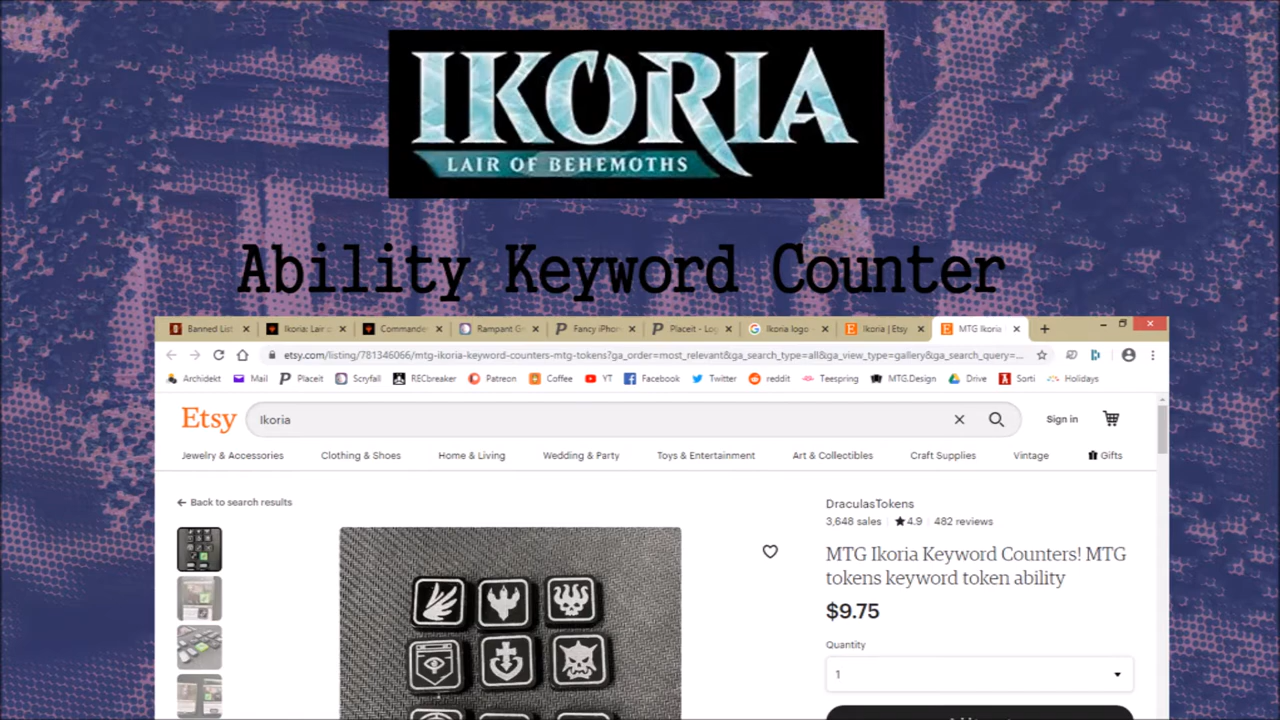 IKORIA
LAIR OF BEHEMOTHS
Ability Keyword Counter
Banned List
Ikoria: Lair o
Commande
Rampant G
Fancy iPhon
Placeit - Log
Ikoria logo
Ikoria | Etsy
MTG Ikoria
etsy.com/listing/781346066/mtg-ikoria-keyword-counters-mtg-tokens?ga_order=most_relevant&ga_search_type=all&ga_view_type=gallery&ga_search_query=...
Archidekt Mail Placeit Scryfall RECbreaker Patreon Coffee YT Facebook Twitter reddit Teespring MTG.Design Drive Sorti Holidays
Etsy
Ikoria
Sign in
Jewelry & Accessories Clothing & Shoes Home & Living Wedding & Party Toys & Entertainment Art & Collectibles Craft Supplies Vintage Gifts
Back to search results
DraculasTokens
3,648 sales 4.9 482 reviews
MTG Ikoria Keyword Counters! MTG
tokens keyword token ability
$9.75
Quantity
1